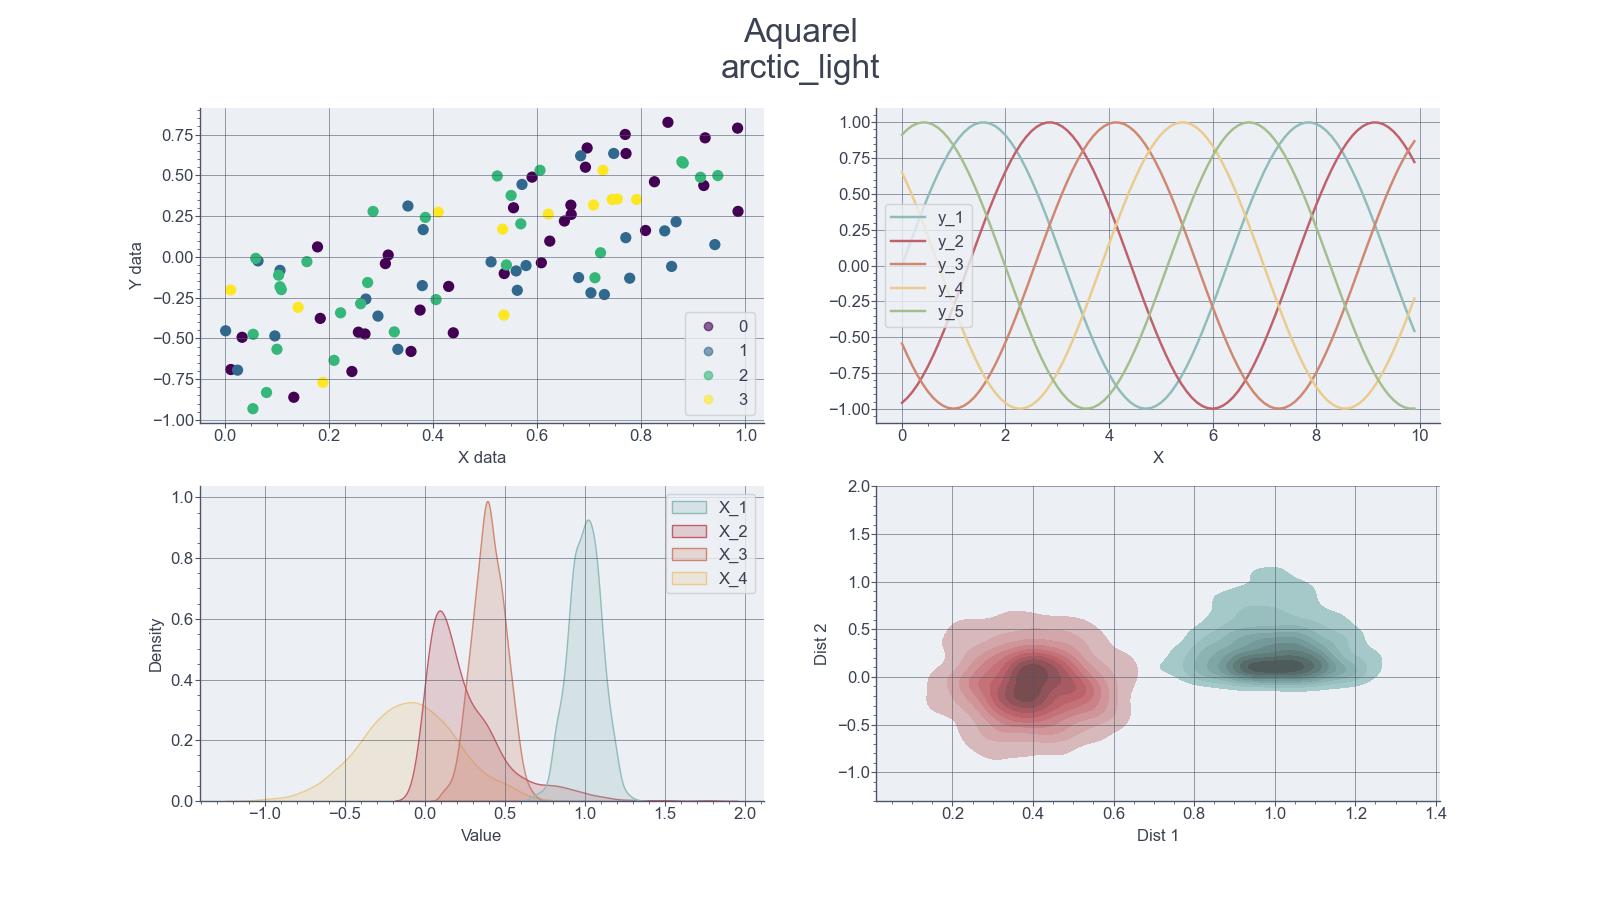 Aquarel
arctic_light
0.75
0.50
0.25
0.00
−0.25
−0.50
−0.75
−1.00
Y data
0
1
2
3
0.0 0.2 0.4 0.6 0.8 1.0
X data
1.00
0.75
0.50
0.25
0.00
−0.25
−0.50
−0.75
−1.00
y_1
y_2
y_3
y_4
y_5
0 2 4 6 8 10
X
1.0
0.8
0.6
0.4
0.2
0.0
Density
X_1
X_2
X_3
X_4
−1.0 −0.5 0.0 0.5 1.0 1.5 2.0
Value
2.0
1.5
1.0
0.5
0.0
−0.5
−1.0
Dist 2
0.2 0.4 0.6 0.8 1.0 1.2 1.4
Dist 1